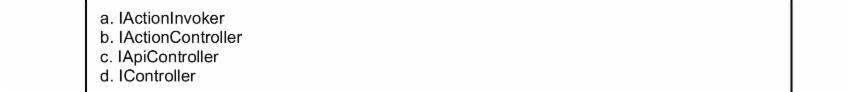 a. IActionInvoker
b. IActionController
c. IApiController
d. IController